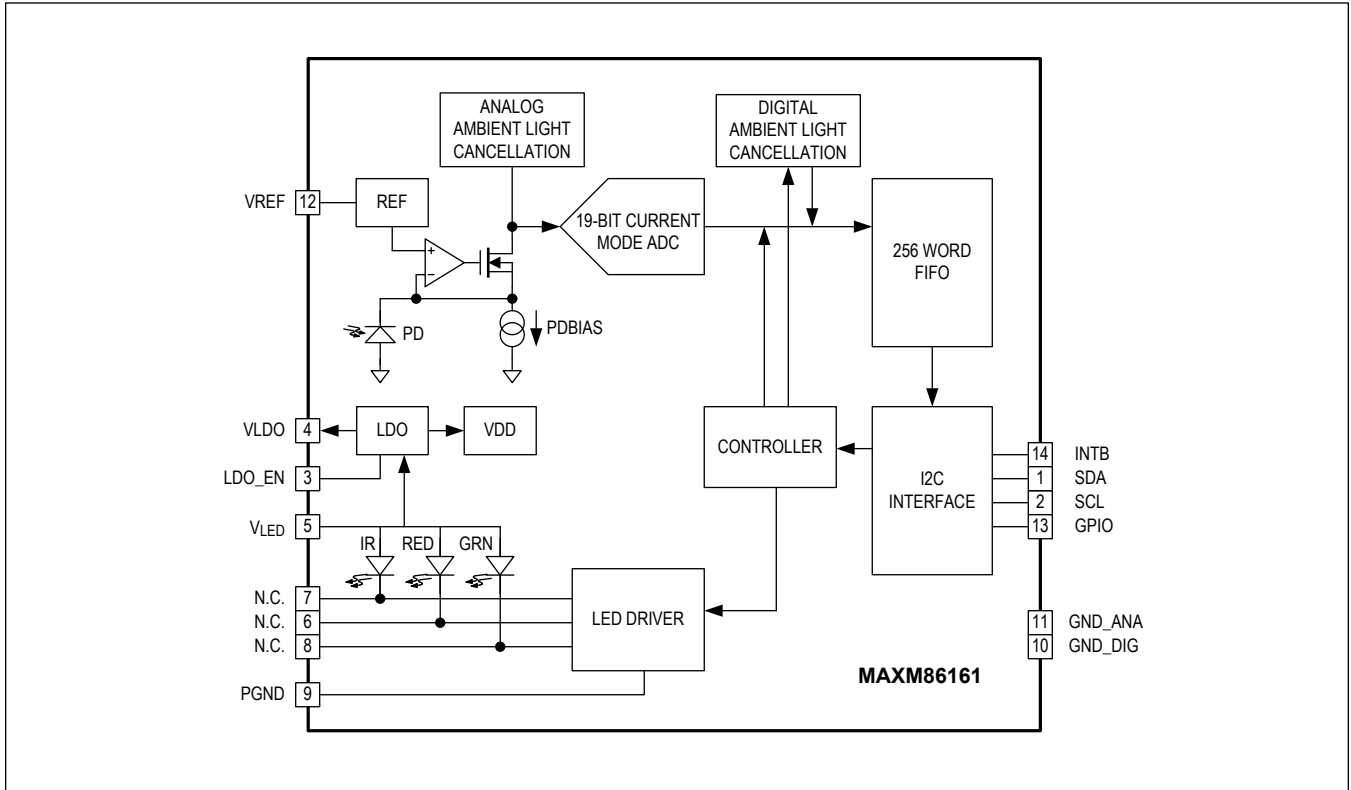 ANALOG
AMBIENT LIGHT
CANCELLATION
DIGITAL
AMBIENT LIGHT
CANCELLATION
VREF 12
REF
+
−
19-BIT CURRENT
MODE ADC
256 WORD
FIFO
PD
PDBIAS
VLDO 4
LDO
VDD
LDO_EN 3
CONTROLLER
I2C
INTERFACE
14 INTB
1 SDA
2 SCL
13 GPIO
VLED 5
IR
RED
GRN
N.C. 7
N.C. 6
N.C. 8
LED DRIVER
PGND 9
11 GND_ANA
10 GND_DIG
MAXM86161